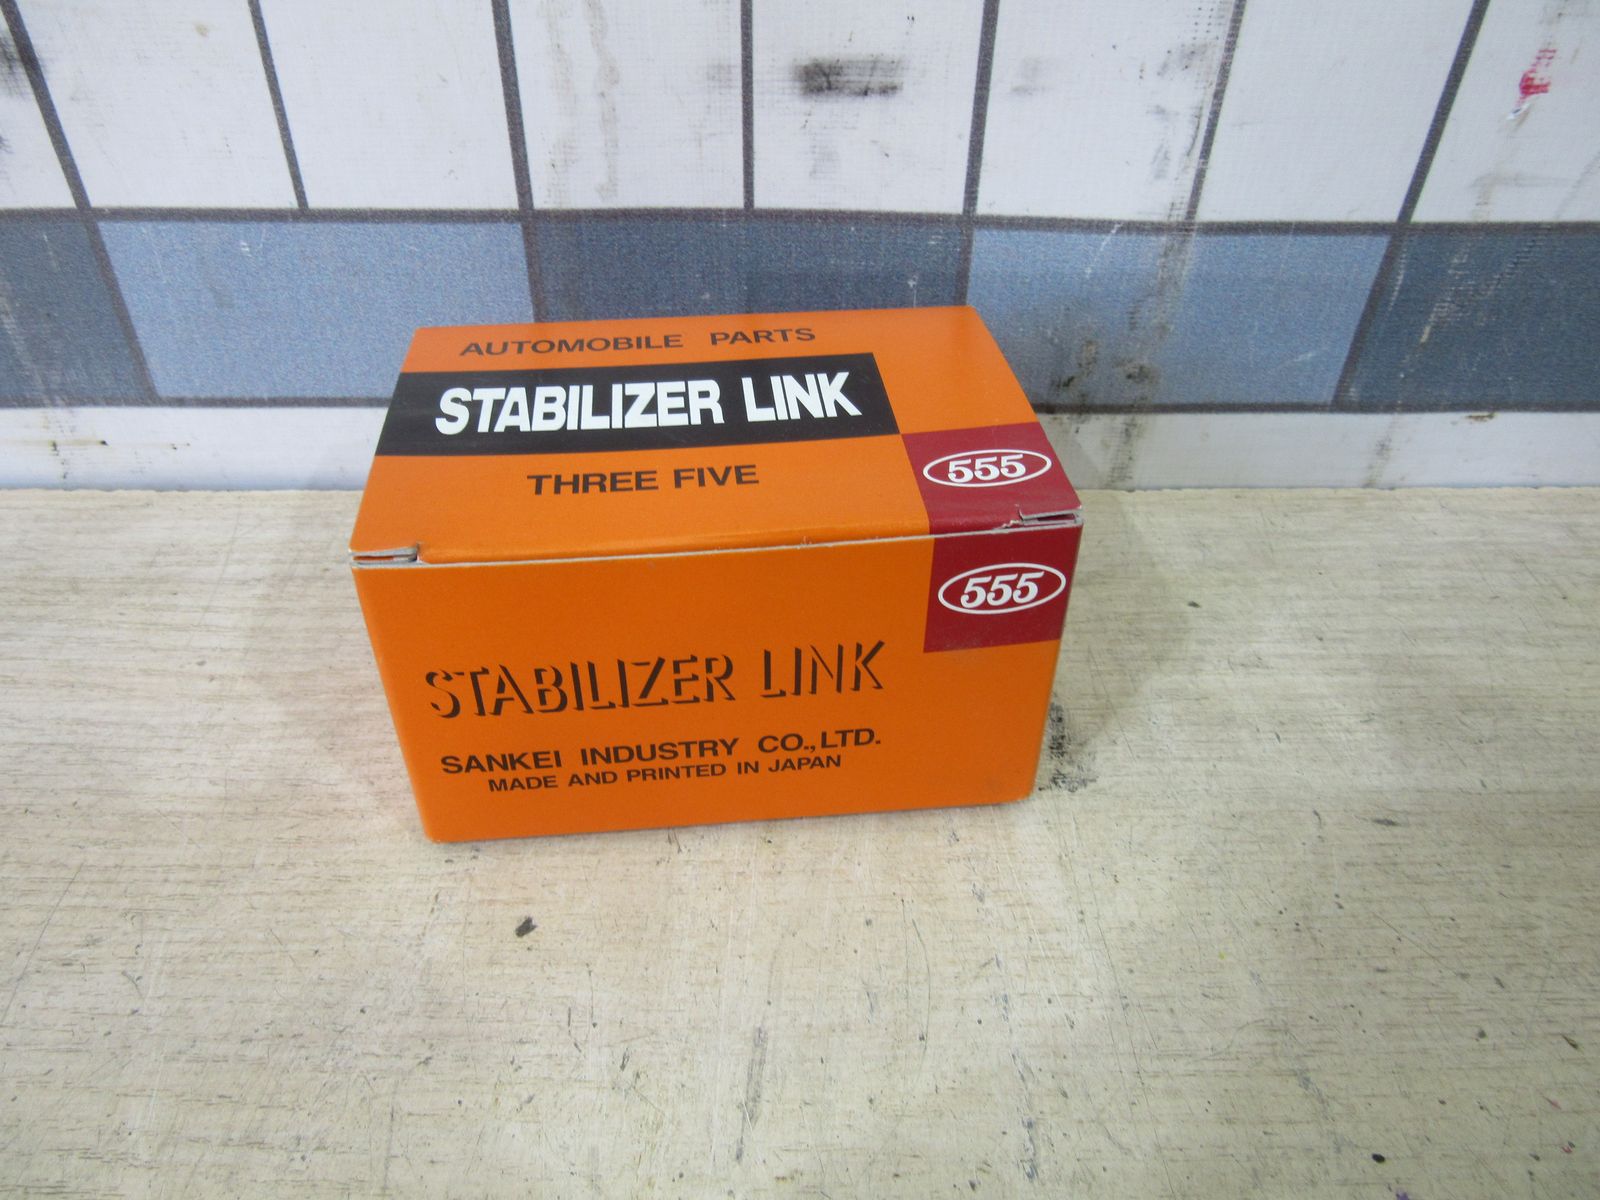 AUTOMOBILE PARTS
STABILIZER LINK
THREE FIVE
555
555
STABILIZER LINK
SANKEI INDUSTRY CO., LTD.
MADE AND PRINTED IN JAPAN